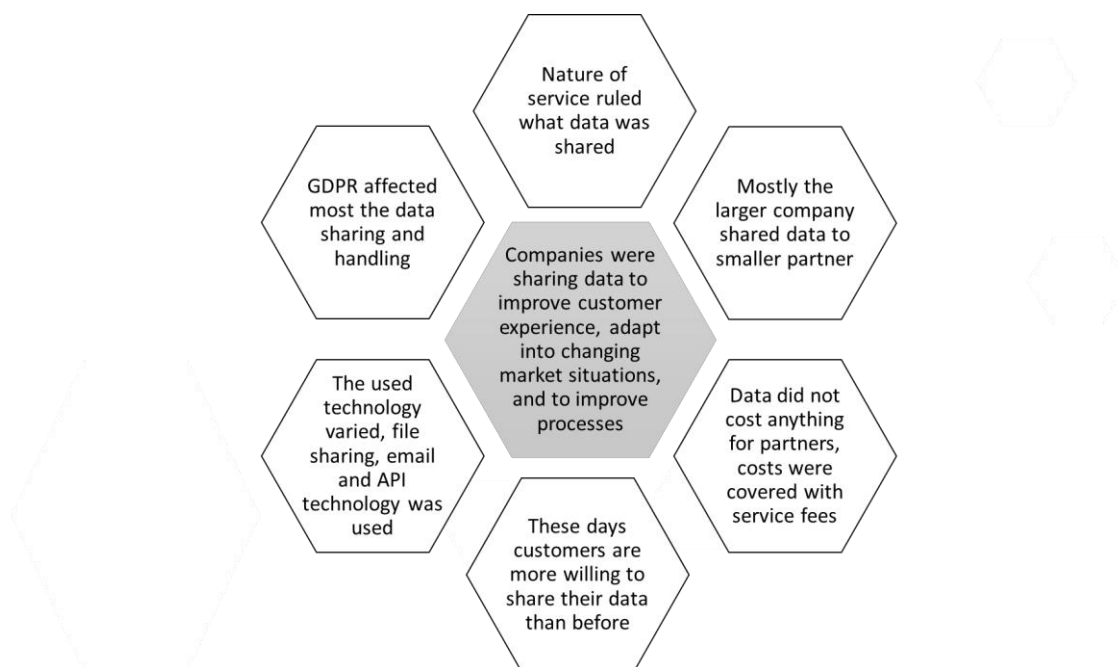 Nature of
service ruled
what data was
shared
GDPR affected
most the data
sharing and
handling
Mostly the
larger company
shared data to
smaller partner
Companies were
sharing data to
improve customer
experience, adapt
into changing
market situations,
and to improve
processes
The used
technology
varied, file
sharing, email
and API
technology was
used
Data did not
cost anything
for partners,
costs were
covered with
service fees
These days
customers are
more willing to
share their data
than before